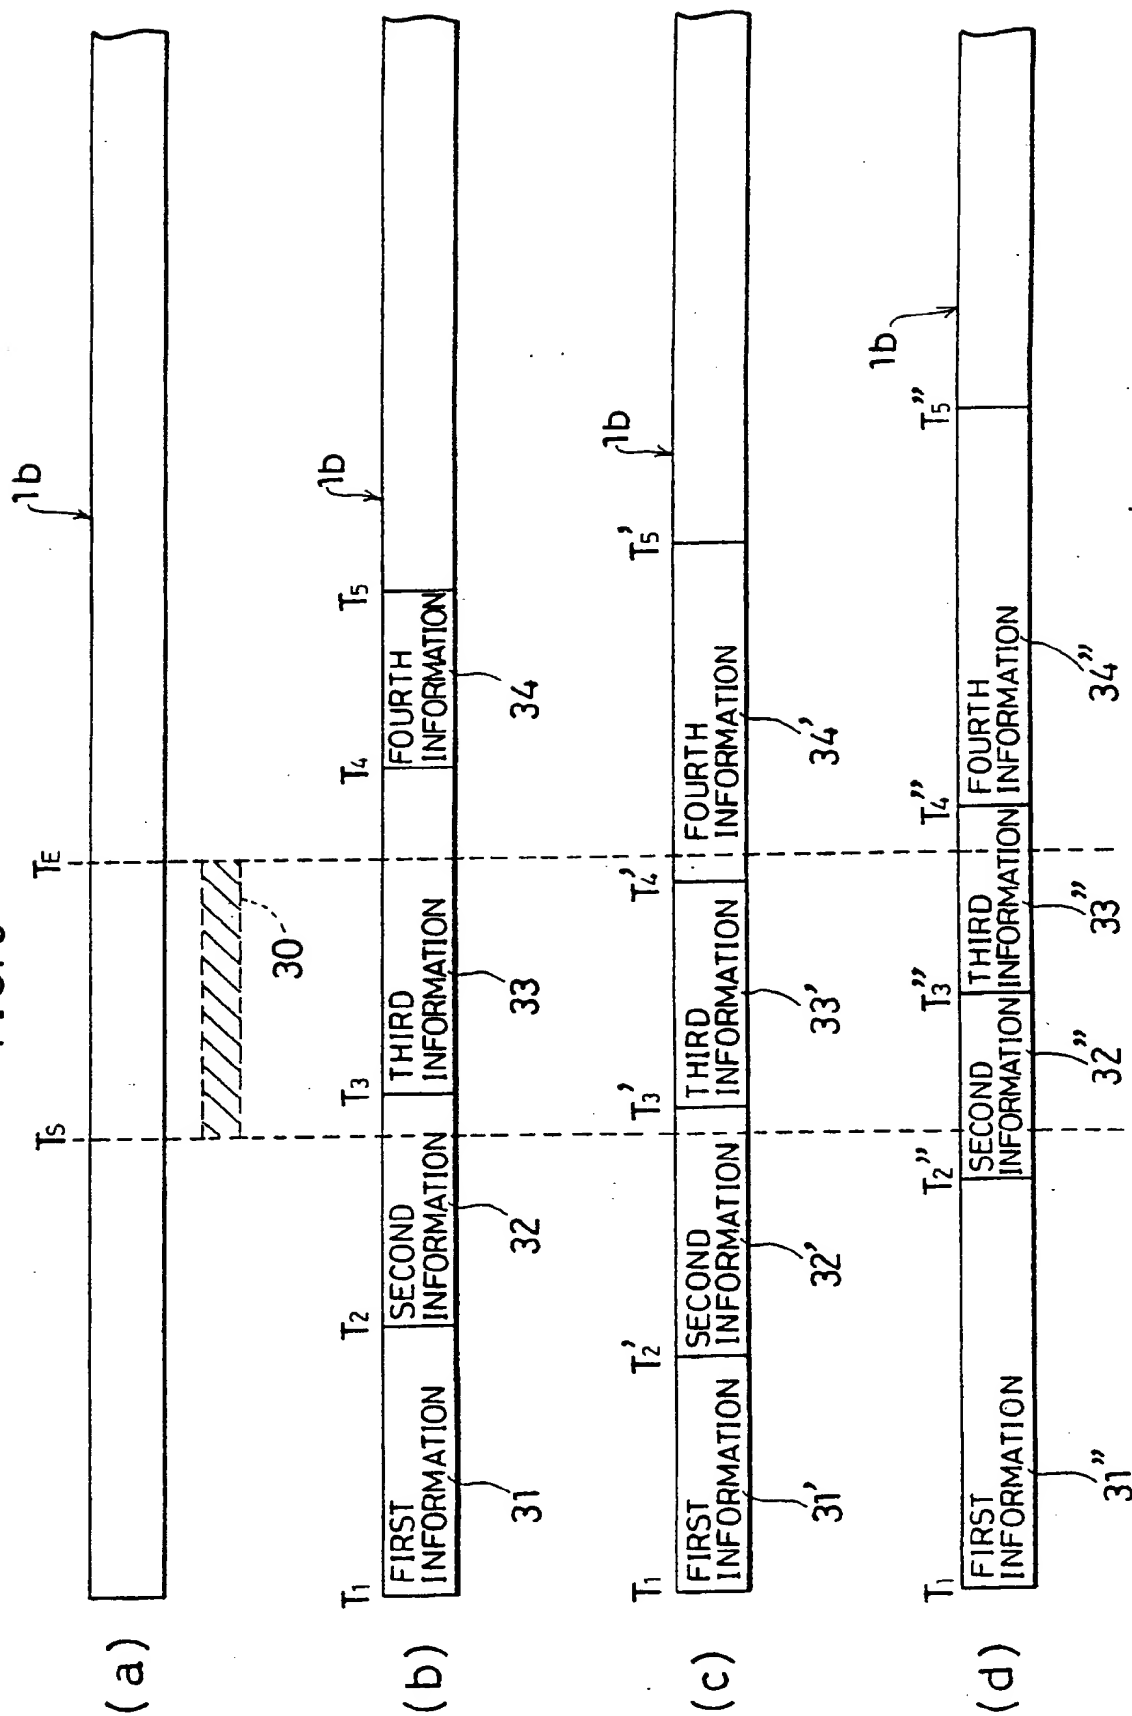 (a)
1b
TS
TE
30
(b)
1b
T1
T2
T3
T4
T5
FIRST
INFORMATION
SECOND
INFORMATION
THIRD
INFORMATION
FOURTH
INFORMATION
31
32
33
34
(c)
1b
T1
T2'
T3'
T4'
T5'
FIRST
INFORMATION
SECOND
INFORMATION
THIRD
INFORMATION
FOURTH
INFORMATION
31'
32'
33'
34'
(d)
1b
T1
T2"
T3"
T4"
T5"
FIRST
INFORMATION
SECOND
INFORMATION
THIRD
INFORMATION
FOURTH
INFORMATION
31"
32"
33"
34"